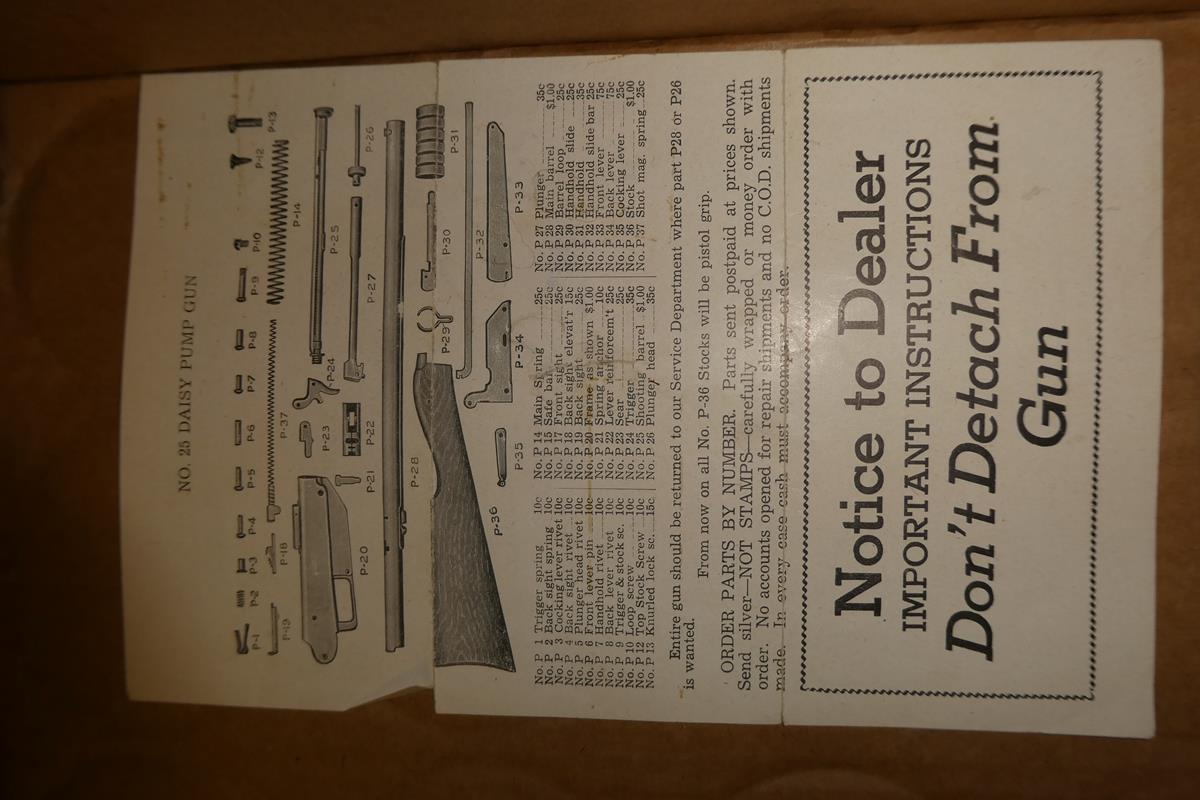 NO. 25 DAISY PUMP GUN
P-1 P-2 P-3 P-4 P-5 P-6 P-7 P-8 P-9 P-10 P-12 P-13
P-19 P-18 P-37 P-14
P-23 P-24 P-25
P-20 P-21 P-22 P-27 P-26
P-28
P-29 P-30 P-31
P-36 P-32
P-35 P-34 P-33
No. P 1 Trigger spring 10c
No. P 2 Back sight spring 10c
No. P 3 Cocking lever rivet 10c
No. P 4 Back sight rivet 10c
No. P 5 Plunger head rivet 10c
No. P 6 Front lever pin 10c
No. P 7 Handhold rivet 10c
No. P 8 Back lever rivet 10c
No. P 9 Trigger & stock sc. 10c
No. P 10 Loop screw 10c
No. P 12 Top Stock Screw 10c
No. P 13 Knurled lock sc. 15c
No. P 14 Main Spring 25c
No. P 15 Safe bar 25c
No. P 17 Front sight 25c
No. P 18 Back sight elevat'r 15c
No. P 19 Back sight 25c
No. P 20 Frame as shown $1.00
No. P 21 Spring anchor 10c
No. P 22 Lever reinforcem't 25c
No. P 23 Sear 25c
No. P 24 Trigger 35c
No. P 25 Shooting barrel $1.00
No. P 26 Plunger head 35c
No. P 27 Plunger 35c
No. P 28 Main barrel $1.00
No. P 29 Barrel loop 25c
No. P 30 Handhold slide 25c
No. P 31 Handhold 35c
No. P 32 Handhold slide bar 25c
No. P 33 Front lever 75c
No. P 34 Back lever 75c
No. P 35 Cocking lever 25c
No. P 36 Stock $1.00
No. P 37 Shot mag. spring 25c
Entire gun should be returned to our Service Department where part P28 or P26
is wanted.
From now on all No. P-36 Stocks will be pistol grip.
ORDER PARTS BY NUMBER. Parts sent postpaid at prices shown.
Send silver—NOT STAMPS—carefully wrapped or money order with
order. No accounts opened for repair shipments and no C.O.D. shipments
made. In every case cash must accompany order.
Notice to Dealer
IMPORTANT INSTRUCTIONS
Don't Detach From
Gun